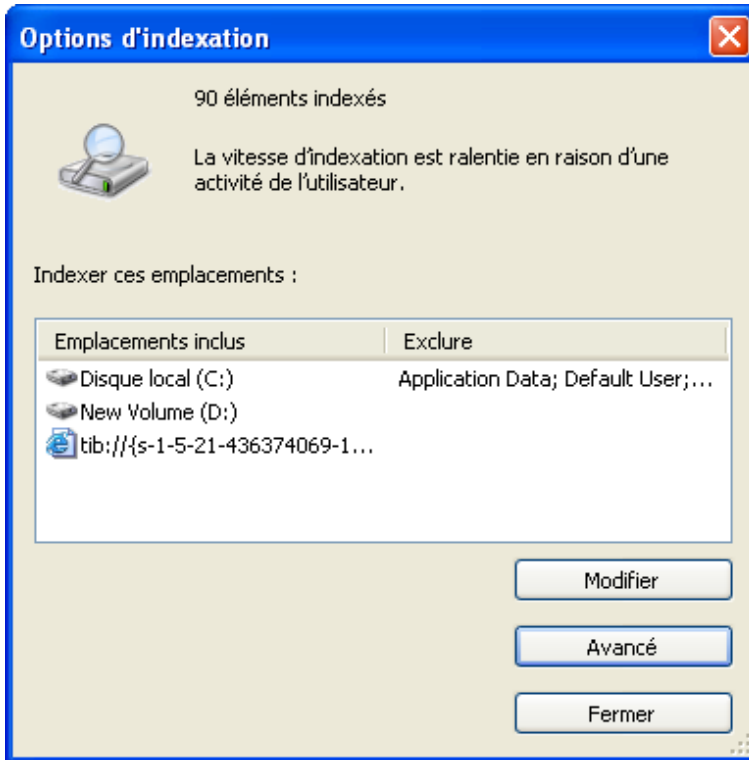 Options d'indexation
90 éléments indexés
La vitesse d'indexation est ralentie en raison d'une
activité de l'utilisateur.
Indexer ces emplacements :
Emplacements inclus Exclure
Disque local (C:) Application Data; Default User;...
New Volume (D:)
tib://{s-1-5-21-436374069-1...
Modifier
Avancé
Fermer